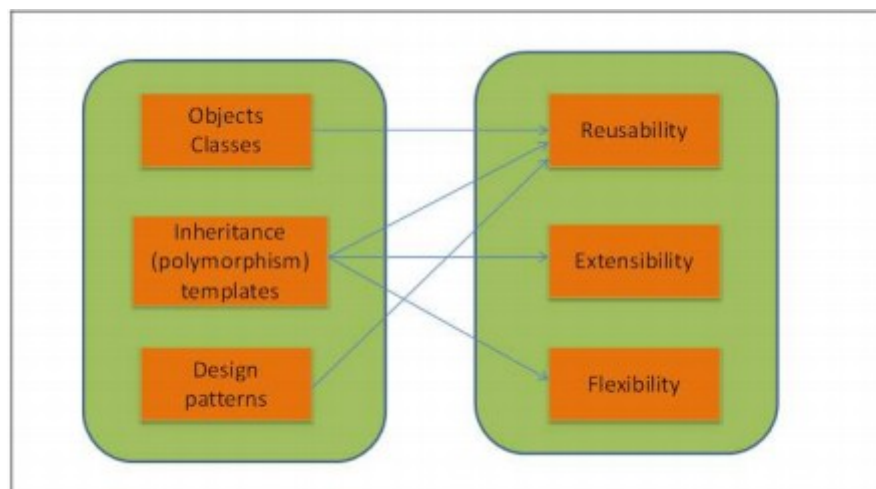 Objects
Classes
Inheritance
(polymorphism)
templates
Design
patterns
Reusability
Extensibility
Flexibility